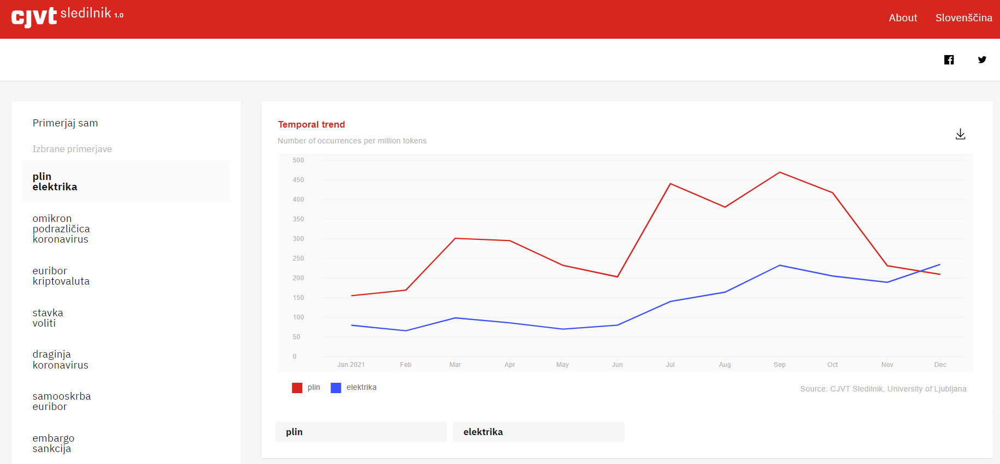 cjvt sledilnik 1.0
About
Slovenščina
Primerjaj sam
Izbrane primerjave
plin
elektrika
omikron
podrazličica
koronavirus
euribor
kriptovaluta
stavka
voliti
draginja
koronavirus
samooskrba
euribor
embargo
sankcija
Temporal trend
Number of occurrences per million tokens
500
450
400
350
300
250
200
150
100
50
0
Jan 2021 Feb Mar Apr May Jun Jul Aug Sep Oct Nov Dec
plin elektrika
Source: CJVT Sledilnik, University of Ljubljana
plin
elektrika